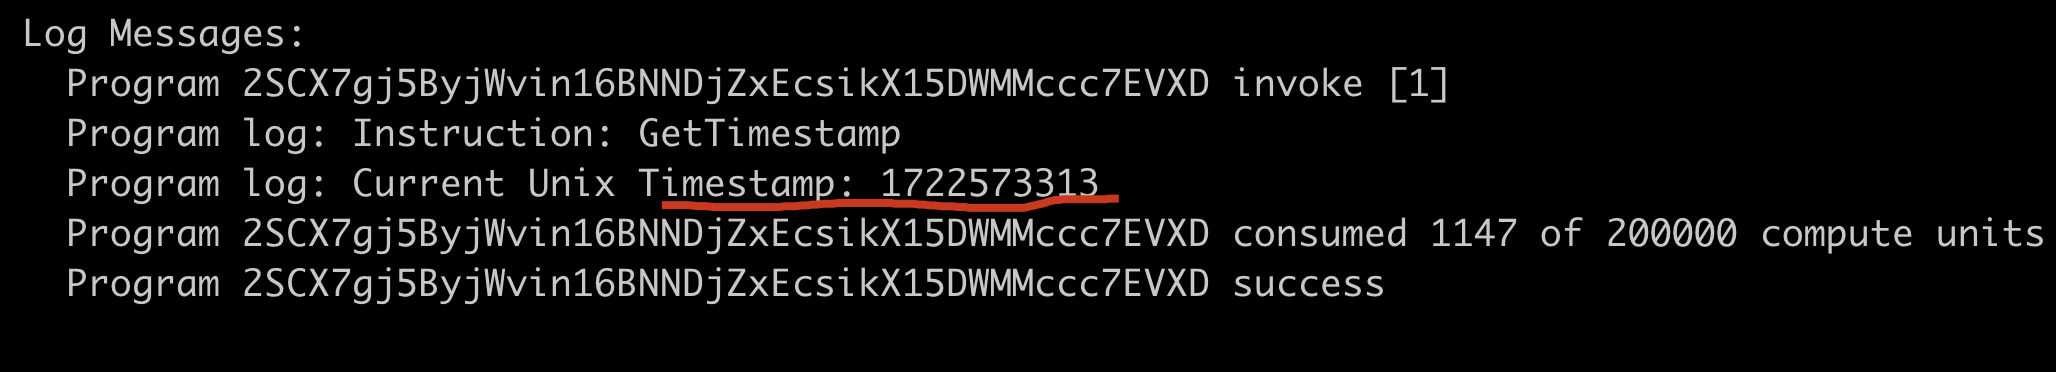 Log Messages:
Program 2SCX7gj5ByjWvin16BNNDjZxEcsikX15DWMMccc7EVXD invoke [1]
Program log: Instruction: GetTimestamp
Program log: Current Unix Timestamp: 1722573313
Program 2SCX7gj5ByjWvin16BNNDjZxEcsikX15DWMMccc7EVXD consumed 1147 of 200000 compute units
Program 2SCX7gj5ByjWvin16BNNDjZxEcsikX15DWMMccc7EVXD success